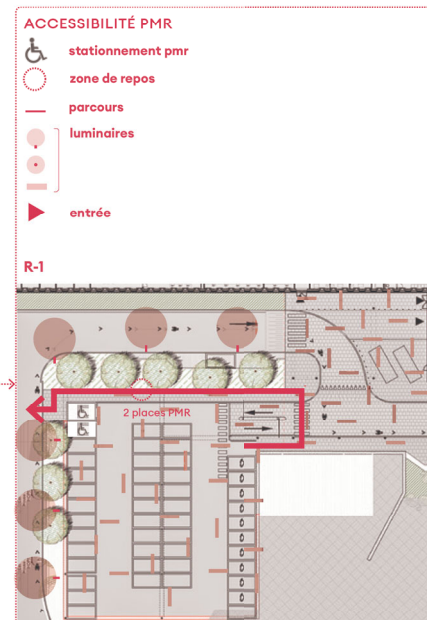 ACCESSIBILITÉ PMR
stationnement pmr
zone de repos
parcours
luminaires
entrée
R-1
2 places PMR